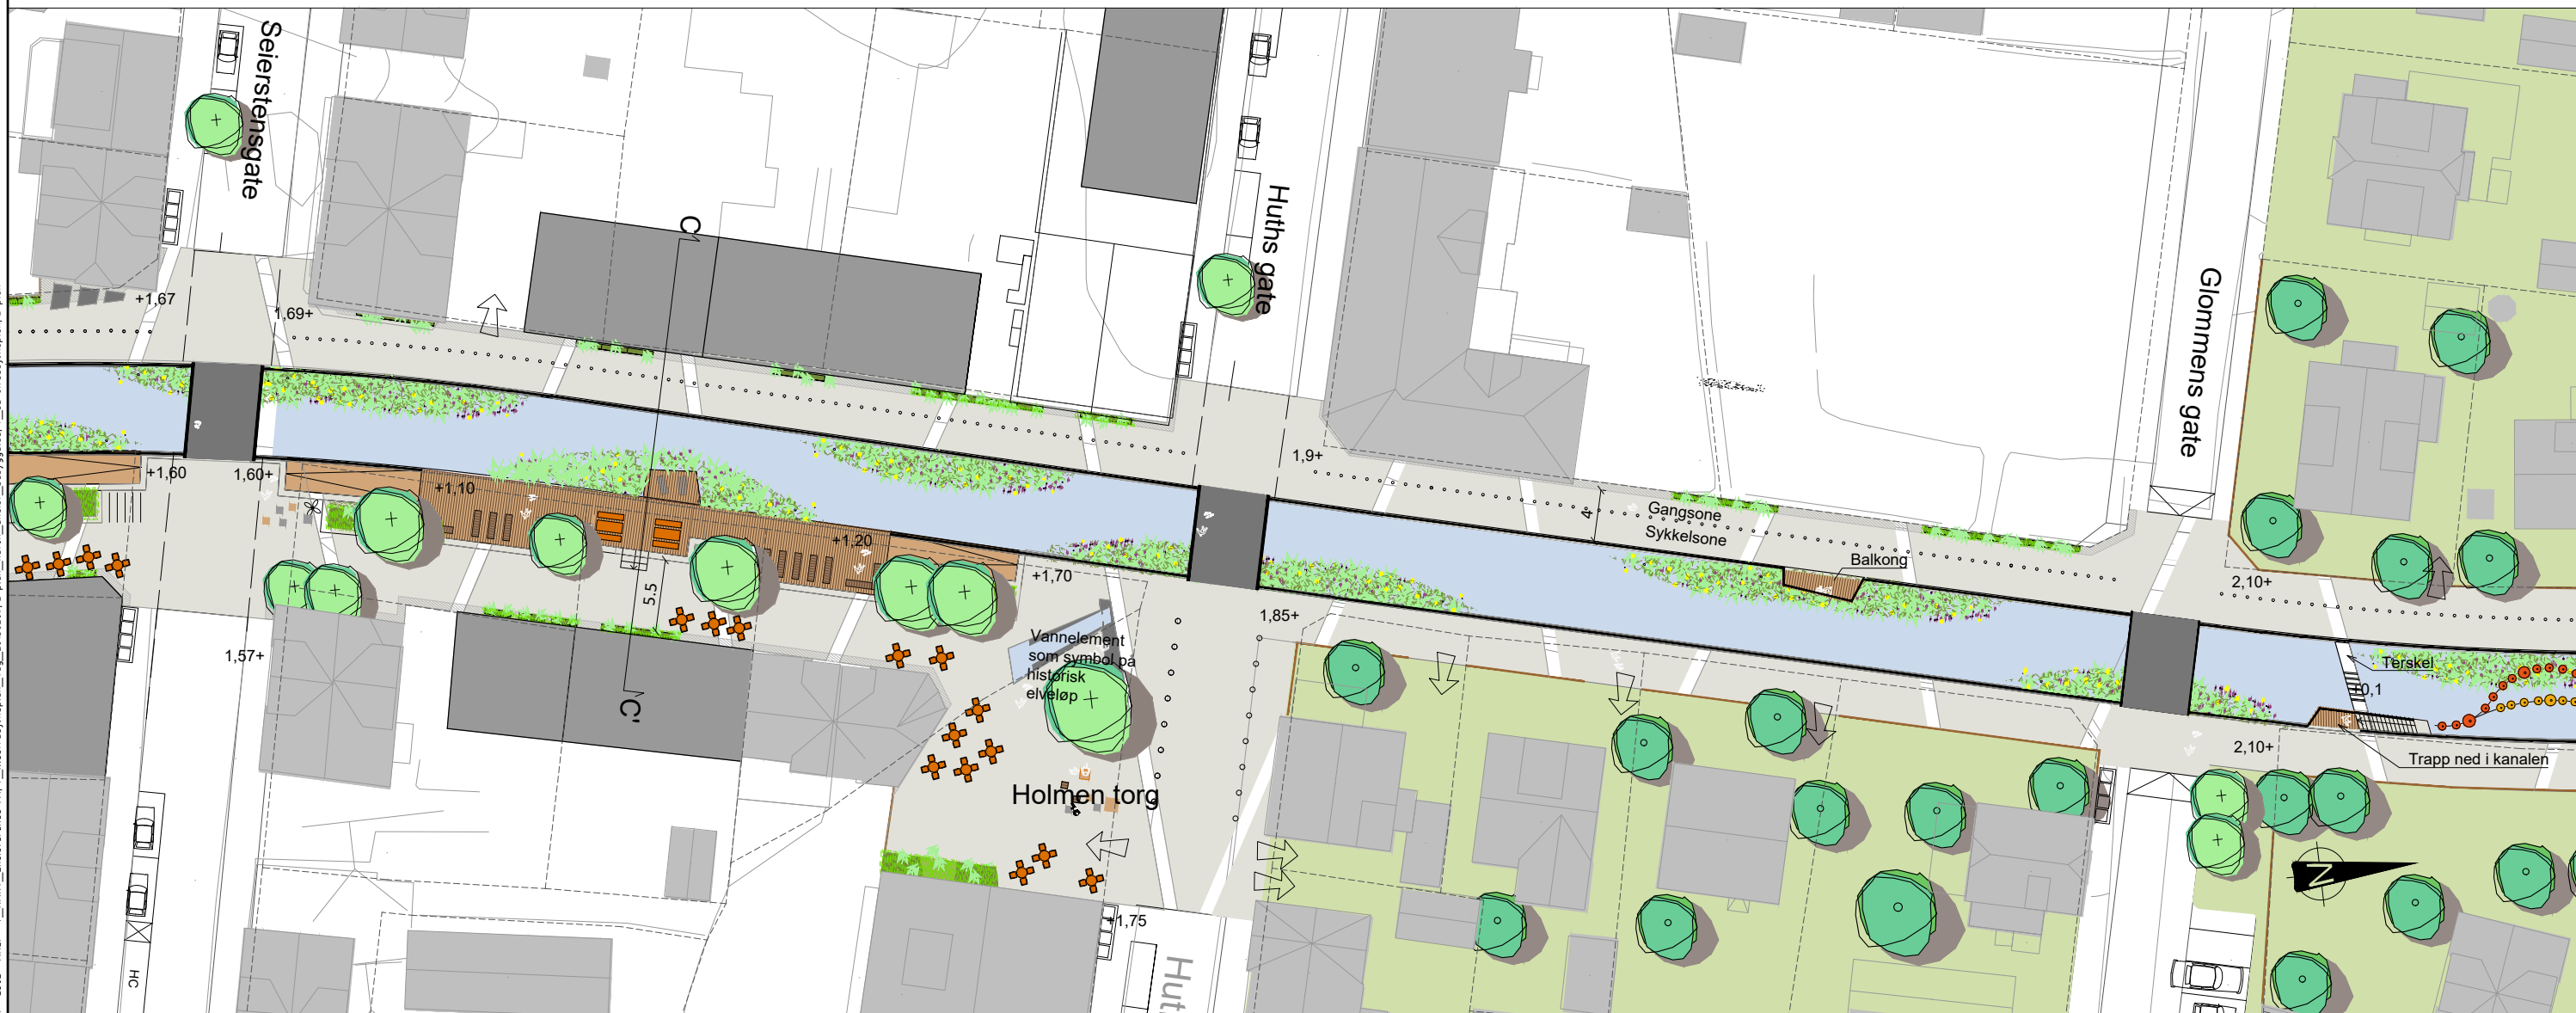 Seierstensgate
C'
Huths gate
Glommens gate
+1,67
1,69+
1,9+
+1,60
1,60+
+1,10
+1,20
4
Gangsone
Sykkelsone
Balkong
5.5
+1,70
1,85+
2,10+
Vannelement
som symbol på
historisk
elveløp
1,57+
C'
Terskel
+0,1
2,10+
Trapp ned i kanalen
Holmen torg
N
+1,75
HC
Hut